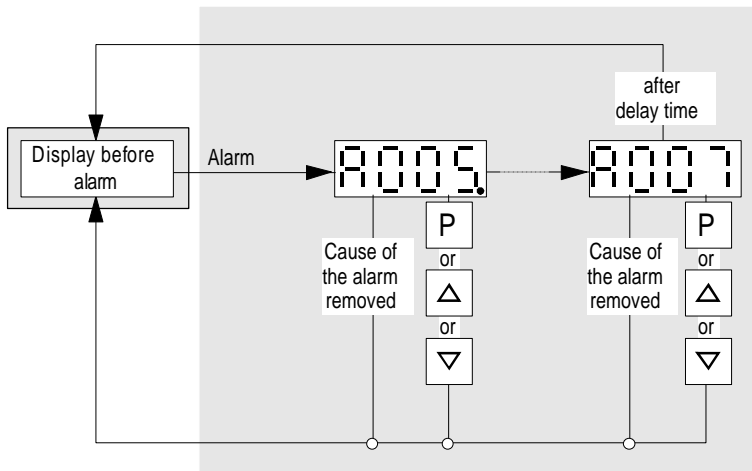 after
delay time
Display before
alarm
Alarm
A005.
A007
P
or
or
Cause of
the alarm
removed
P
or
or
Cause of
the alarm
removed